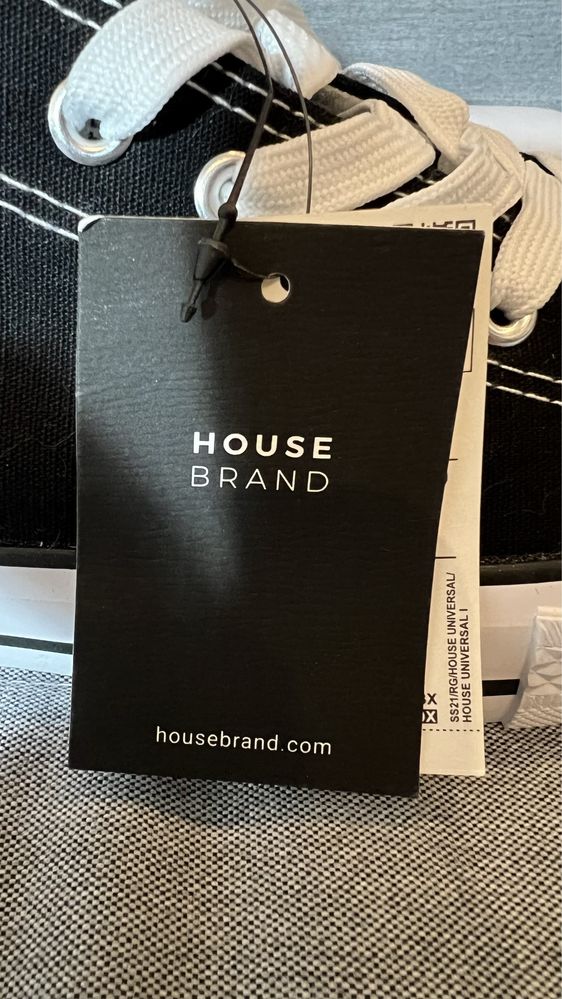 HOUSE
BRAND
housebrand.com
SS21/RG/HOUSE UNIVERSAL/
HOUSE UNIVERSAL I